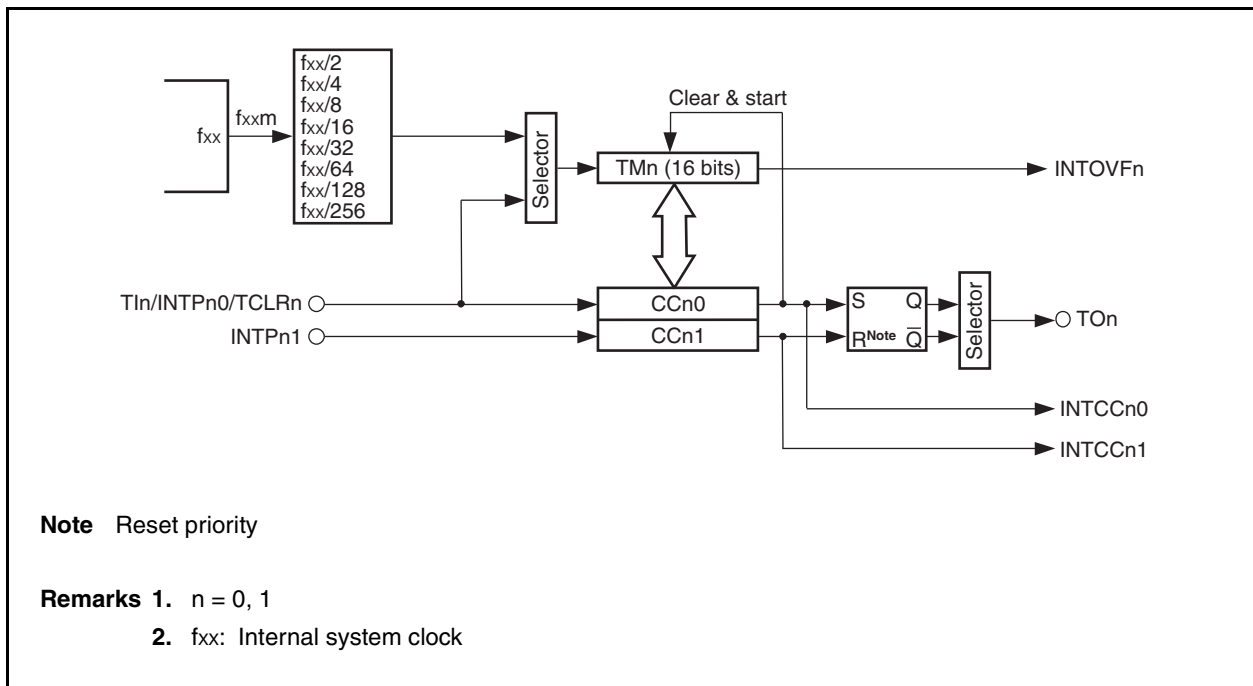 fxx
fxxm
fxx/2
fxx/4
fxx/8
fxx/16
fxx/32
fxx/64
fxx/128
fxx/256
Selector
Clear & start
TMn (16 bits)
INTOVFn
TIn/INTPn0/TCLRn
INTPn1
CCn0
CCn1
S Q
RNote Q̅
Selector
TOn
INTCCn0
INTCCn1
Note Reset priority
Remarks 1. n = 0, 1
2. fxx: Internal system clock